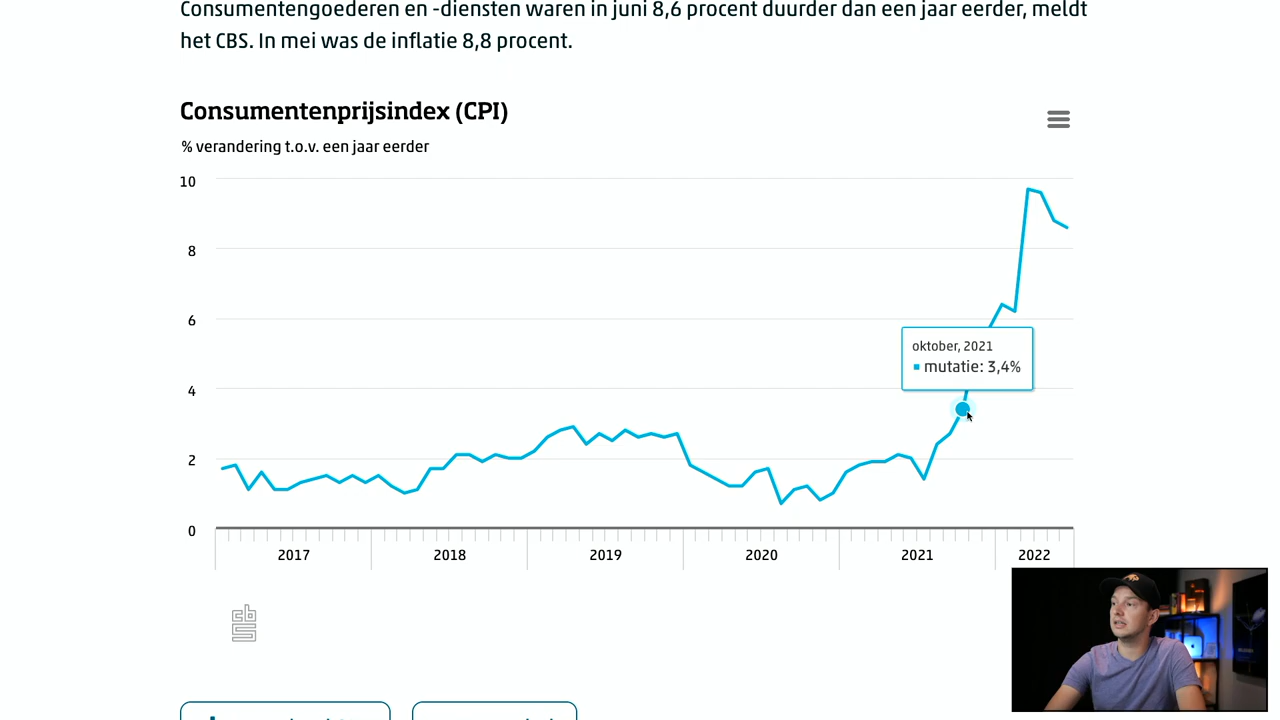 Consumentengoederen en -diensten waren in juni 8,6 procent duurder dan een jaar eerder, meldt
het CBS. In mei was de inflatie 8,8 procent.
Consumentenprijsindex (CPI)
% verandering t.o.v. een jaar eerder
10
8
6
4
2
0
oktober, 2021
mutatie: 3,4%
2017 2018 2019 2020 2021 2022
cbs